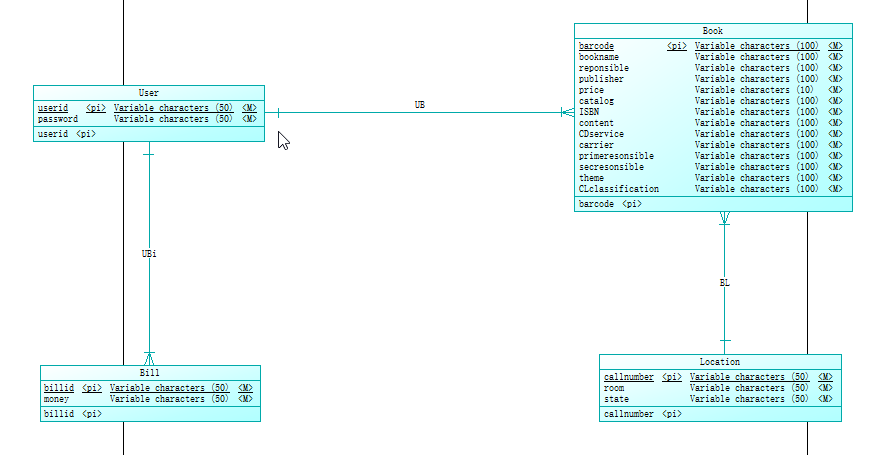 Book
barcode <pi> Variable characters (100) <M>
bookname Variable characters (100) <M>
reponsible Variable characters (100) <M>
publisher Variable characters (100) <M>
price Variable characters (10) <M>
catalog Variable characters (100) <M>
ISBN Variable characters (100) <M>
content Variable characters (100) <M>
CDservice Variable characters (100) <M>
carrier Variable characters (100) <M>
primeresonsible Variable characters (100) <M>
secresonsible Variable characters (100) <M>
theme Variable characters (100) <M>
CLclassification Variable characters (100) <M>
barcode <pi>
User
userid <pi> Variable characters (50) <M>
password Variable characters (50) <M>
userid <pi>
UB
UBi
BL
Bill
billid <pi> Variable characters (50) <M>
money Variable characters (50) <M>
billid <pi>
Location
callnumber <pi> Variable characters (50) <M>
room Variable characters (50) <M>
state Variable characters (50) <M>
callnumber <pi>